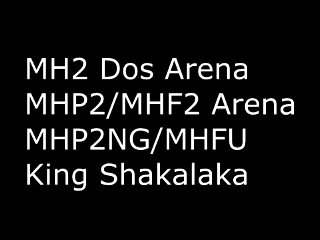 MH2 Dos Arena
MHP2/MHF2 Arena
MHP2NG/MHFU
King Shakalaka